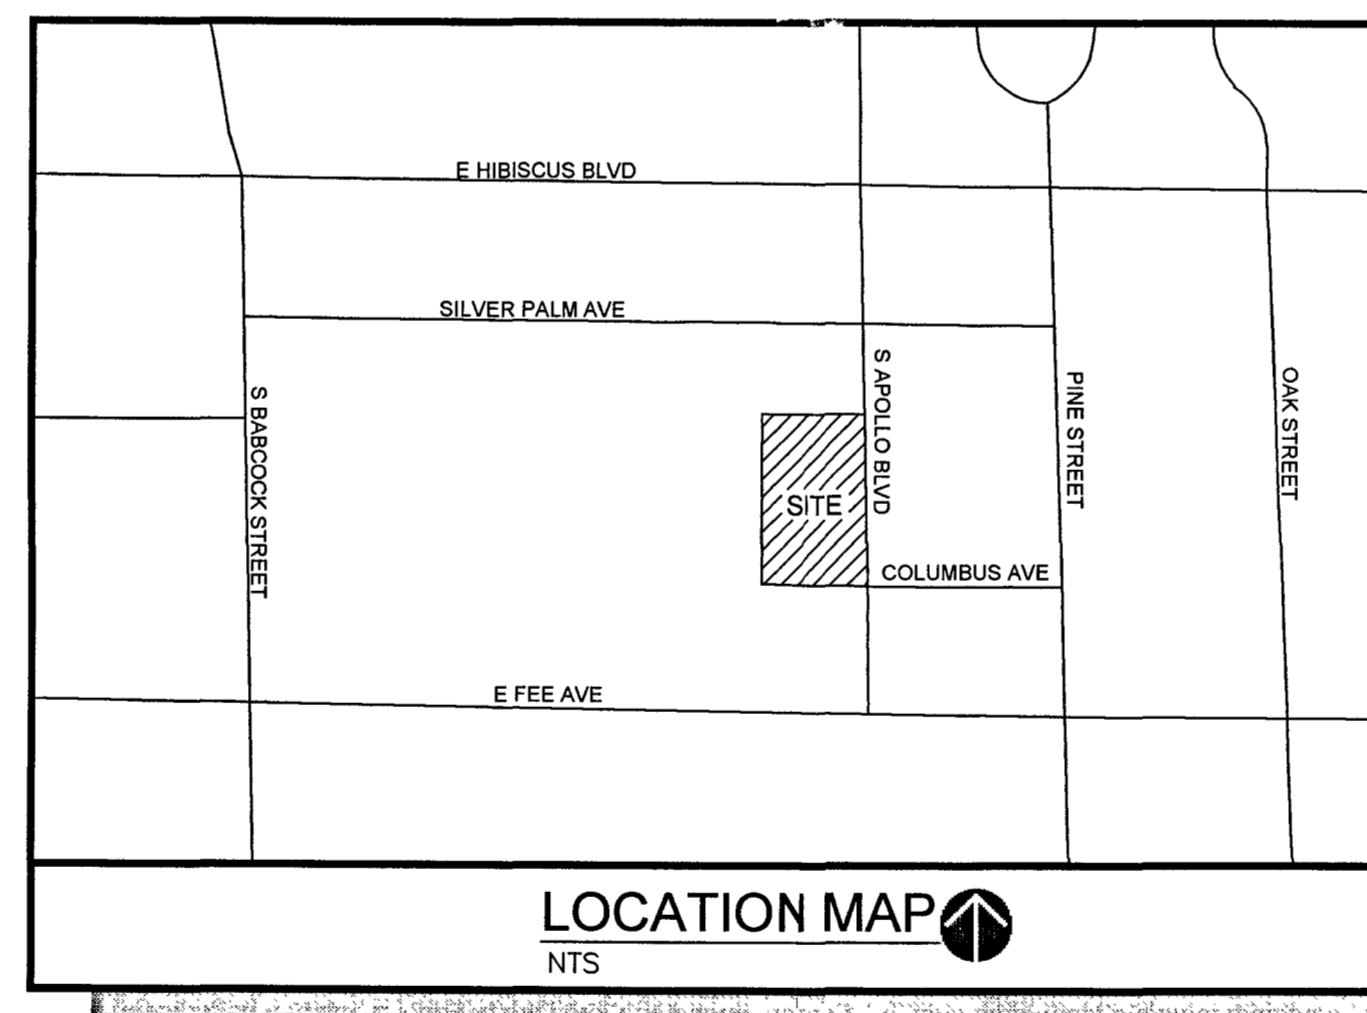 E HIBISCUS BLVD
SILVER PALM AVE
S BABCOCK STREET
S APOLLO BLVD
PINE STREET
OAK STREET
SITE
COLUMBUS AVE
E FEE AVE
LOCATION MAP
NTS